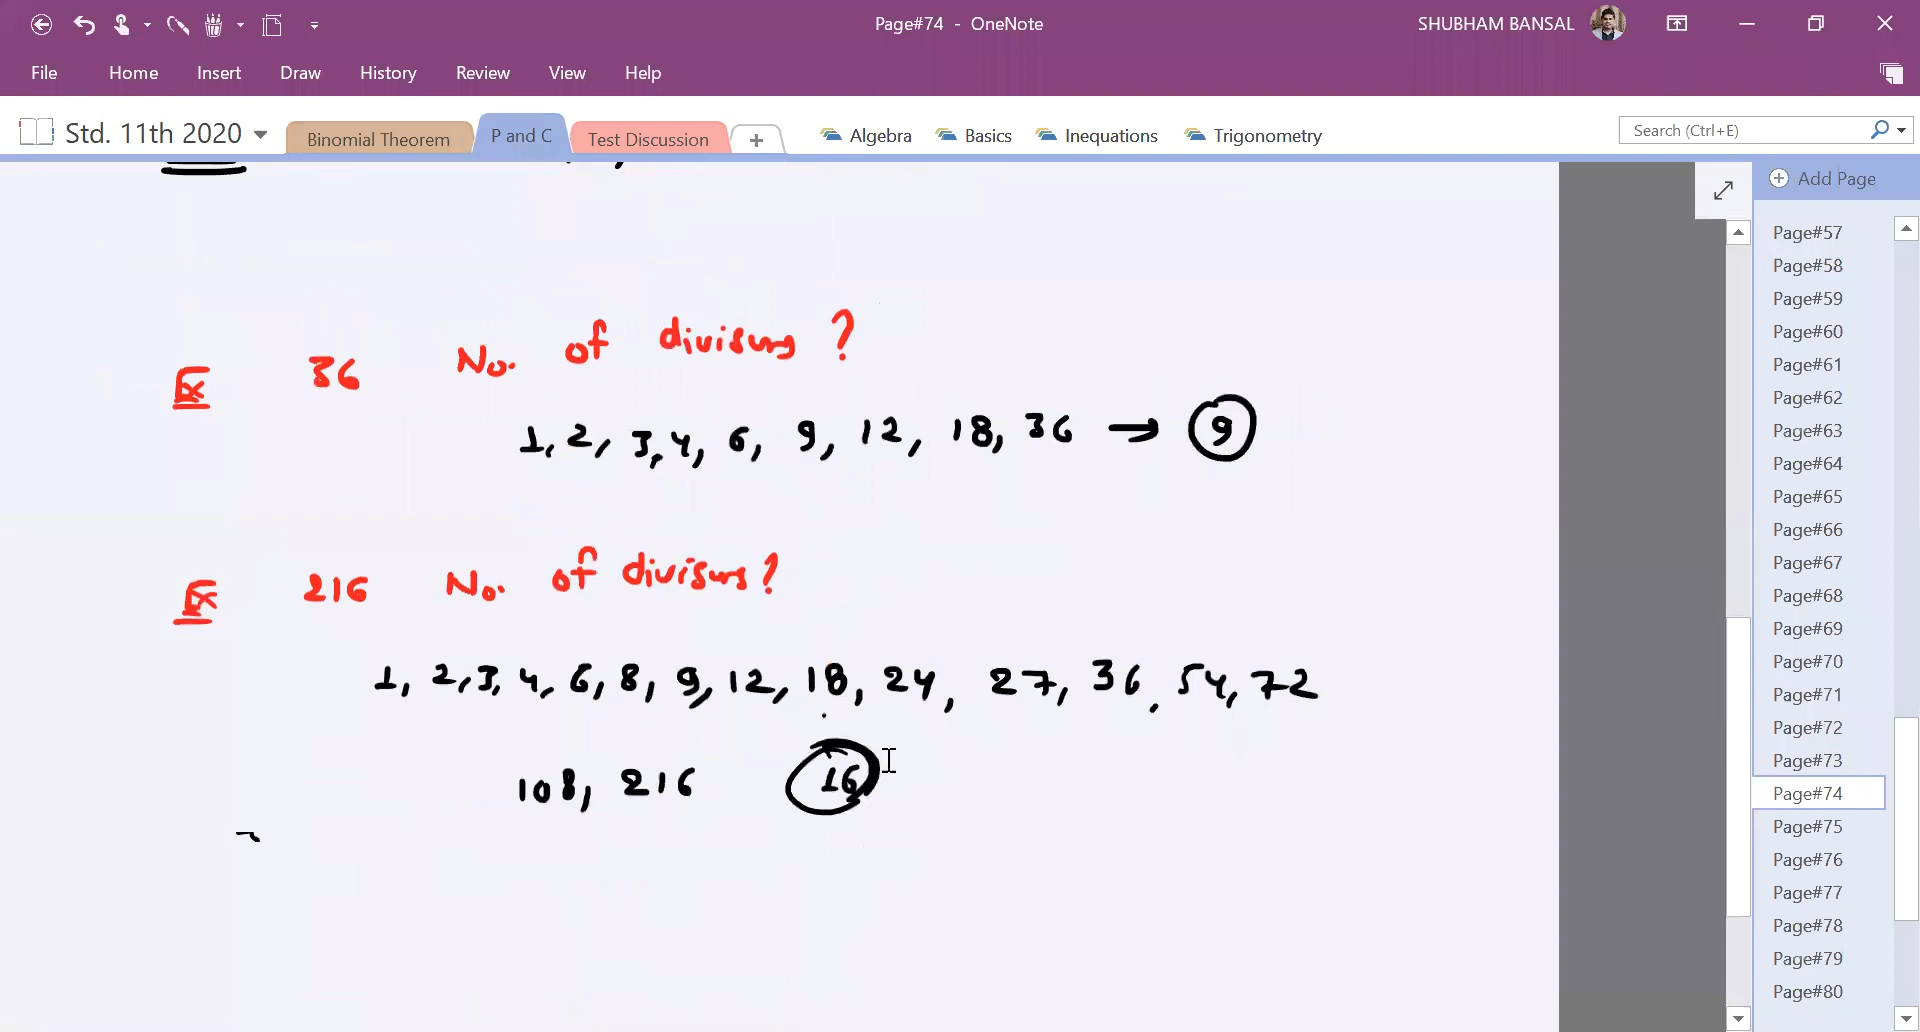 Page#74 - OneNote
SHUBHAM BANSAL
File Home Insert Draw History Review View Help
Std. 11th 2020
Binomial Theorem
P and C
Test Discussion
Algebra
Basics
Inequations
Trigonometry
Search (Ctrl+E)
Add Page
Ex 36 No. of divisors ?
1, 2, 3, 4, 6, 9, 12, 18, 36 → 9
Ex 216 No. of divisors ?
1, 2, 3, 4, 6, 8, 9, 12, 18, 24, 27, 36, 54, 72
108, 216 16
Page#57
Page#58
Page#59
Page#60
Page#61
Page#62
Page#63
Page#64
Page#65
Page#66
Page#67
Page#68
Page#69
Page#70
Page#71
Page#72
Page#73
Page#74
Page#75
Page#76
Page#77
Page#78
Page#79
Page#80